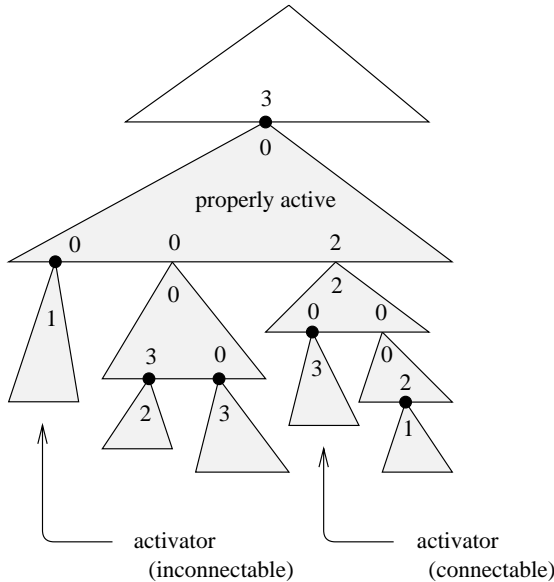 3
0
properly active
0 0 2
1 0 2
0 0
3 0 3 0
2 3 2
1
activator activator
(inconnectable) (connectable)